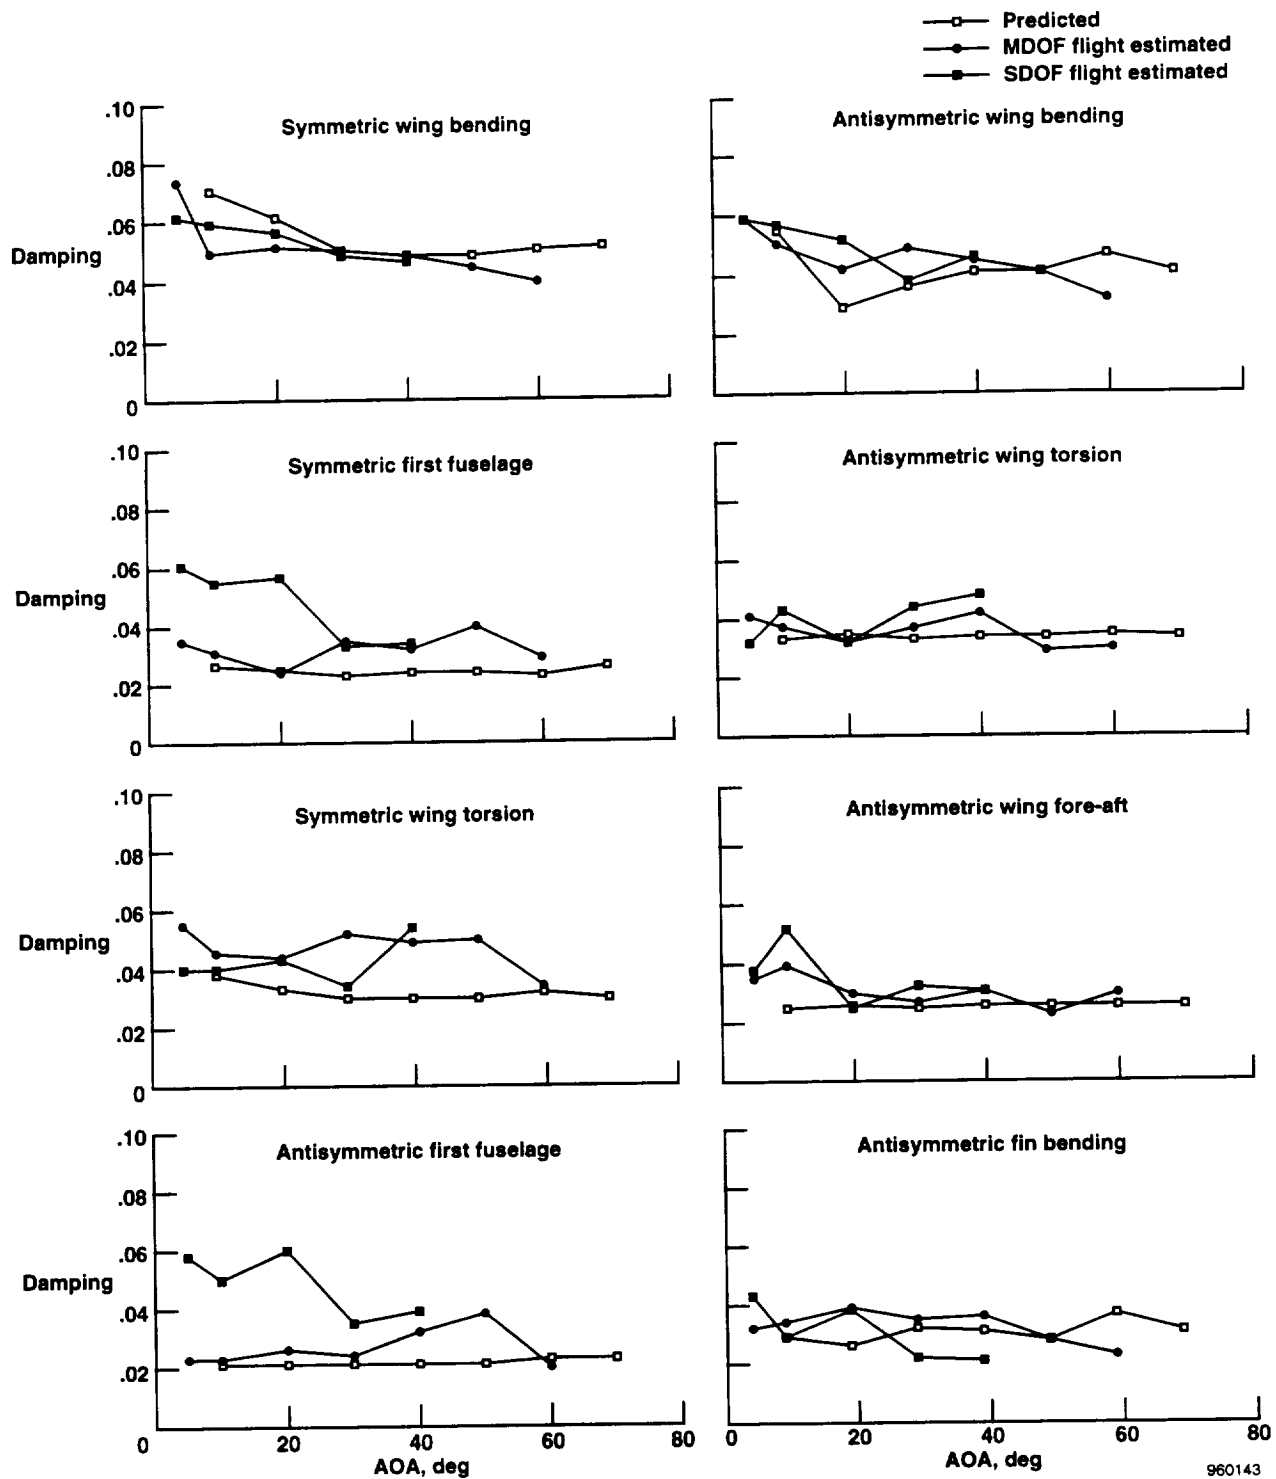 Predicted
MDOF flight estimated
SDOF flight estimated
Symmetric wing bending
.10
.08
.06
.04
.02
0
Damping
Antisymmetric wing bending
Symmetric first fuselage
.10
.08
.06
.04
.02
0
Damping
Antisymmetric wing torsion
Symmetric wing torsion
.10
.08
.06
.04
.02
0
Damping
Antisymmetric wing fore-aft
Antisymmetric first fuselage
.10
.08
.06
.04
.02
Damping
0 20 40 60 80
AOA, deg
Antisymmetric fin bending
0 20 40 60 80
AOA, deg
960143